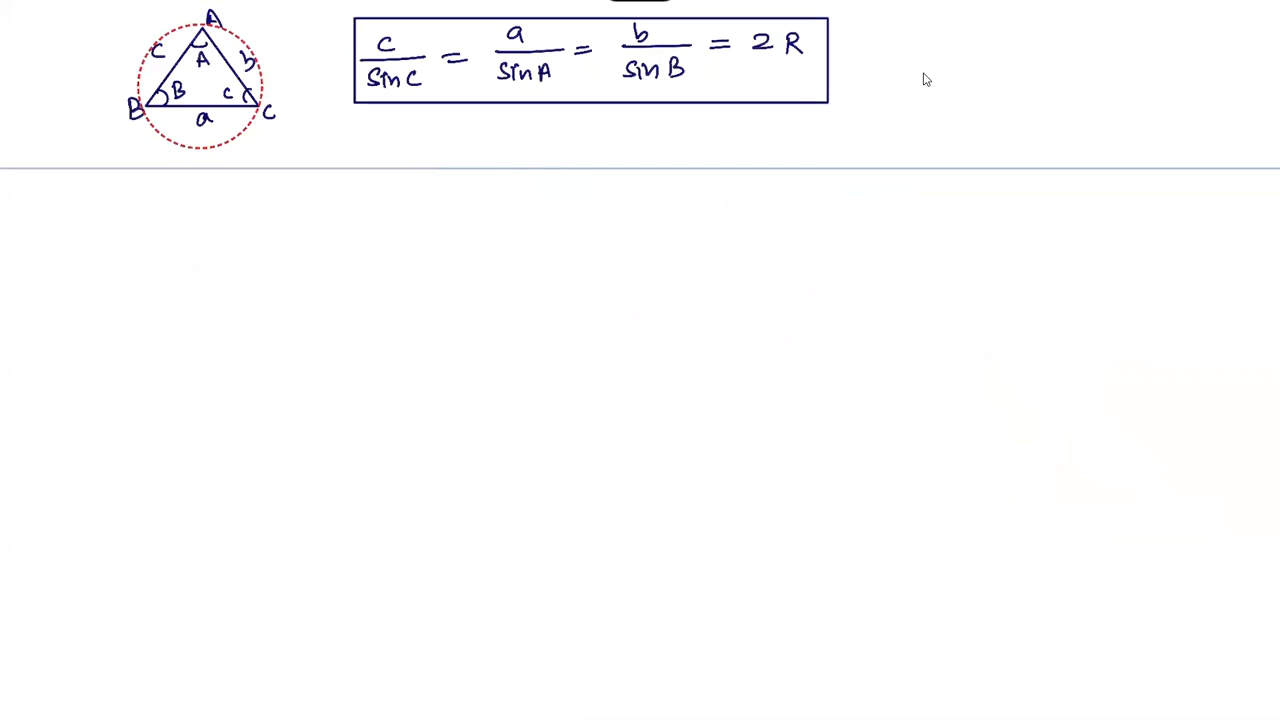 A
c b
A
B c
B C
a
c/sinC = a/sinA = b/sinB = 2R